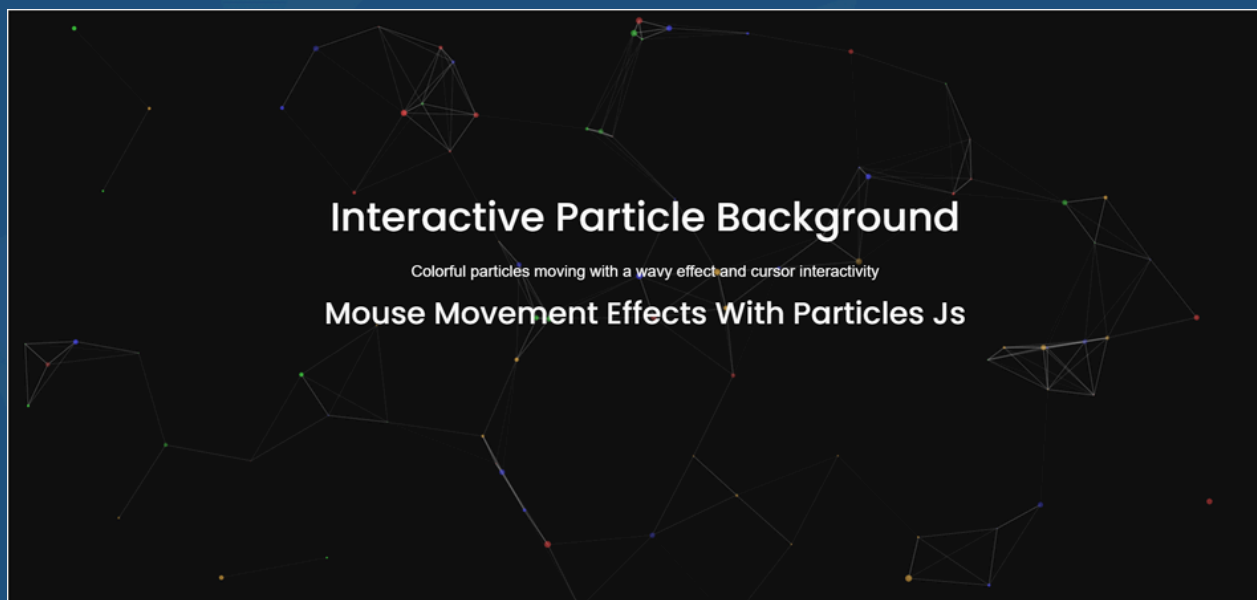 Interactive Particle Background
Colorful particles moving with a wavy effect and cursor interactivity
Mouse Movement Effects With Particles Js